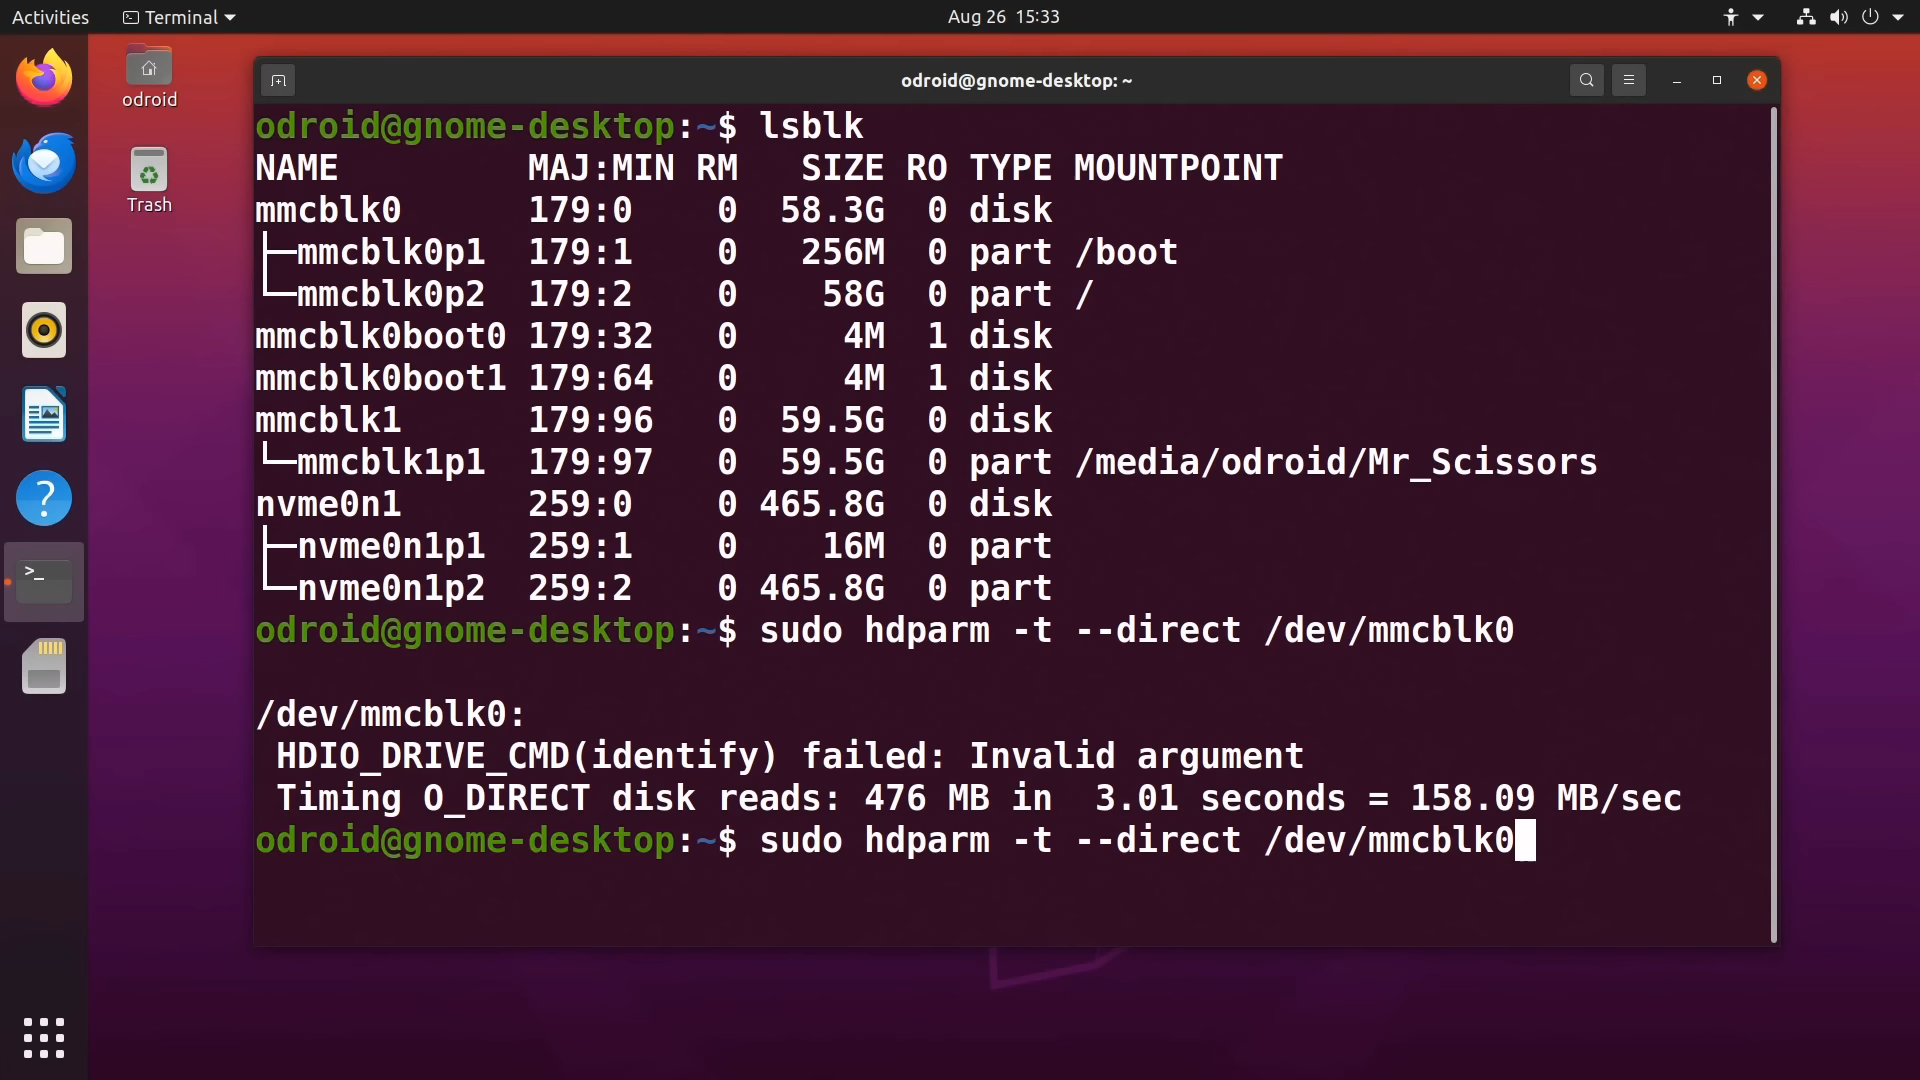 Activities Terminal Aug 26 15:33
odroid
Trash
odroid@gnome-desktop: ~
odroid@gnome-desktop:~$ lsblk
NAME         MAJ:MIN RM   SIZE RO TYPE MOUNTPOINT
mmcblk0      179:0    0  58.3G  0 disk
├─mmcblk0p1  179:1    0   256M  0 part /boot
└─mmcblk0p2  179:2    0    58G  0 part /
mmcblk0boot0 179:32   0     4M  1 disk
mmcblk0boot1 179:64   0     4M  1 disk
mmcblk1      179:96   0  59.5G  0 disk
└─mmcblk1p1  179:97   0  59.5G  0 part /media/odroid/Mr_Scissors
nvme0n1      259:0    0 465.8G  0 disk
├─nvme0n1p1  259:1    0    16M  0 part
└─nvme0n1p2  259:2    0 465.8G  0 part
odroid@gnome-desktop:~$ sudo hdparm -t --direct /dev/mmcblk0
/dev/mmcblk0:
 HDIO_DRIVE_CMD(identify) failed: Invalid argument
 Timing O_DIRECT disk reads: 476 MB in  3.01 seconds = 158.09 MB/sec
odroid@gnome-desktop:~$ sudo hdparm -t --direct /dev/mmcblk0